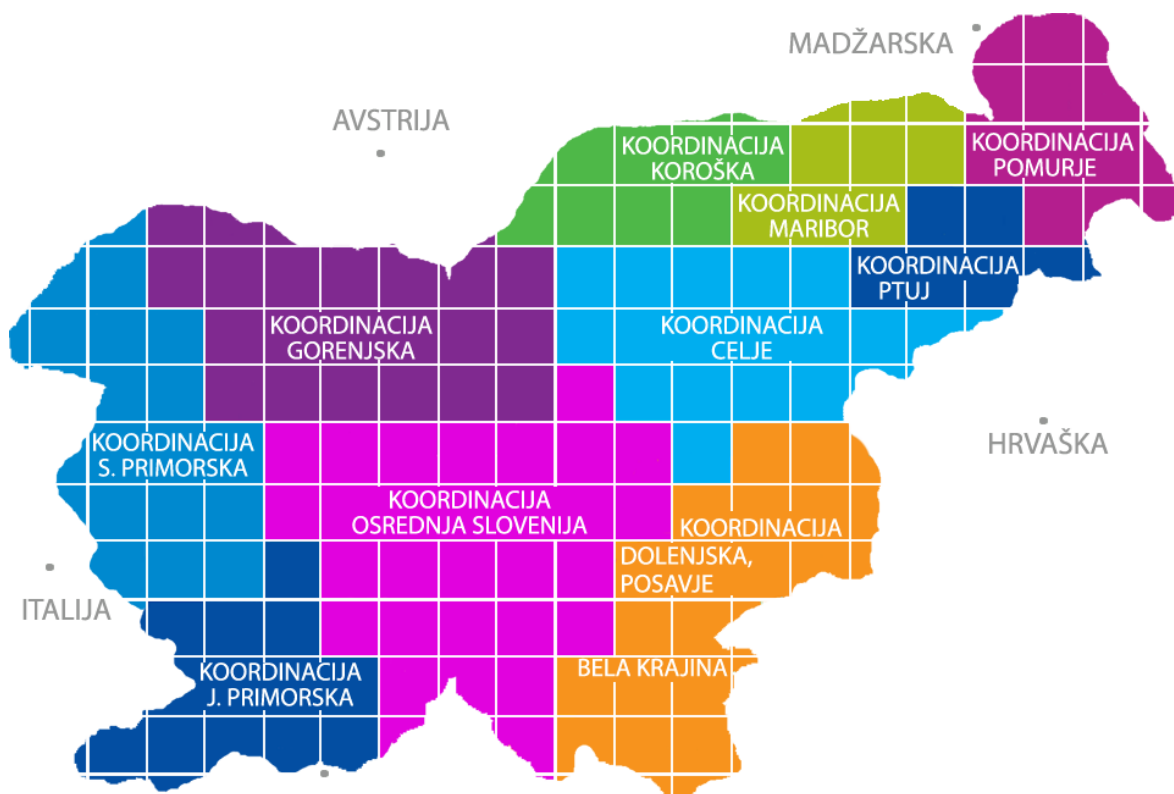 MADŽARSKA
AVSTRIJA
KOORDINACIJA
KOROŠKA
KOORDINACIJA
POMURJE
KOORDINACIJA
MARIBOR
KOORDINACIJA
PTUJ
KOORDINACIJA
GORENJSKA
KOORDINACIJA
CELJE
HRVAŠKA
KOORDINACIJA
S. PRIMORSKA
KOORDINACIJA
OSREDNJA SLOVENIJA
KOORDINACIJA
DOLENJSKA,
POSAVJE
ITALIJA
BELA KRAJINA
KOORDINACIJA
J. PRIMORSKA